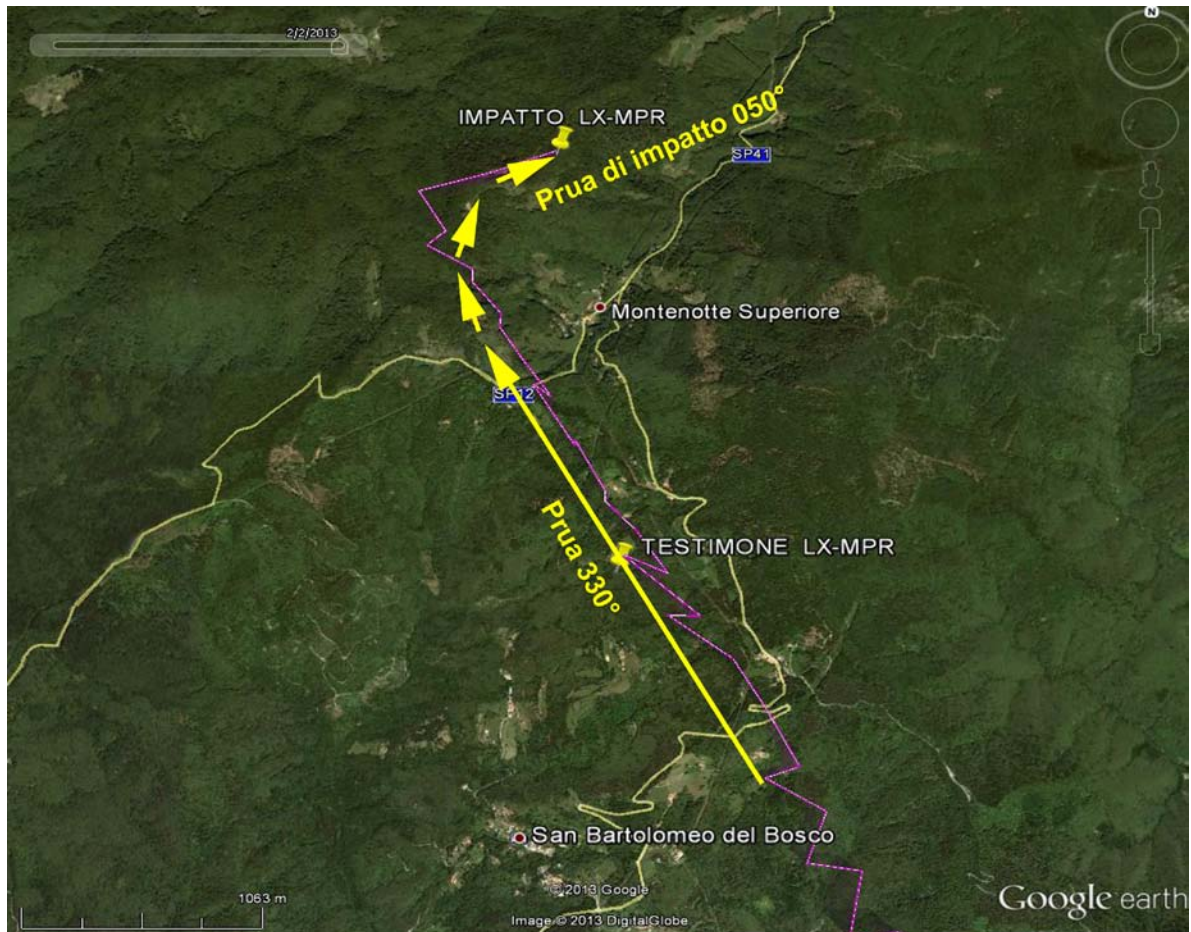 2/2/2013
N
IMPATTO LX-MPR
Prua di impatto 050°
SP41
Montenotte Superiore
SP12
TESTIMONE LX-MPR
Prua 330°
San Bartolomeo del Bosco
© 2013 Google
Image © 2013 DigitalGlobe
1063 m
Google earth